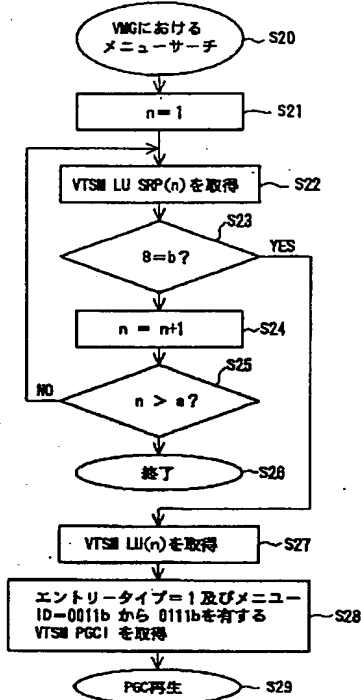 VMGにおける
メニューサーチ
S20
n=1
S21
VTSM LU SRP(n)を取得
S22
S23
8=b?
YES
n = n+1
S24
S25
NO
n > a?
終了
S26
VTSM LU(n)を取得
S27
エントリータイプ=1 及びメニュー
ID=0011b から 0111bを有する
VTSM PGCI を取得
S28
PGC再生
S29